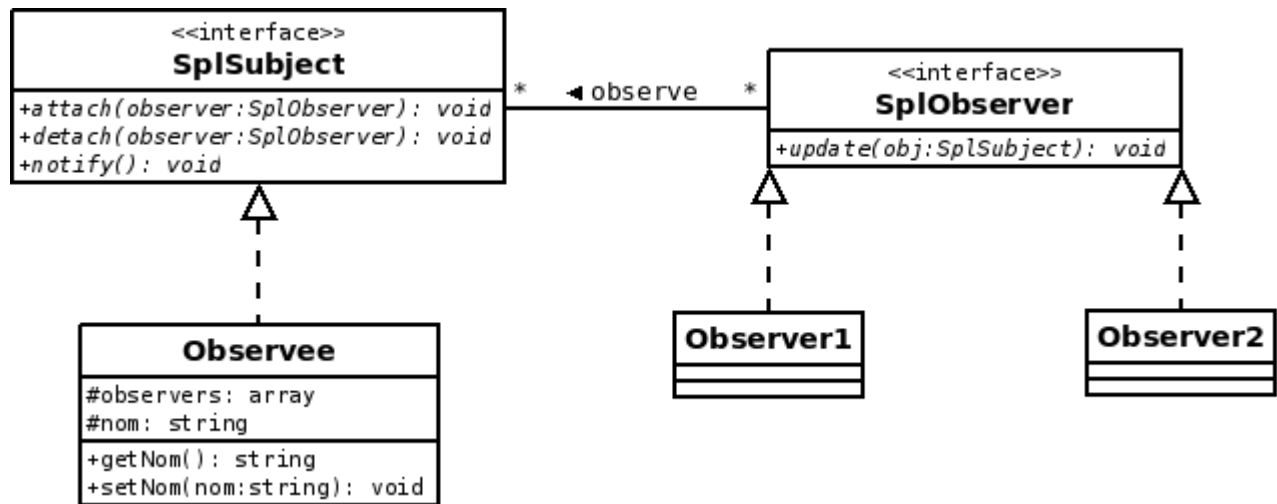 <<interface>>
SplSubject
+attach(observer:SplObserver): void
+detach(observer:SplObserver): void
+notify(): void
* ◀ observe *
<<interface>>
SplObserver
+update(obj:SplSubject): void
Observee
#observers: array
#nom: string
+getNom(): string
+setNom(nom:string): void
Observer1
Observer2